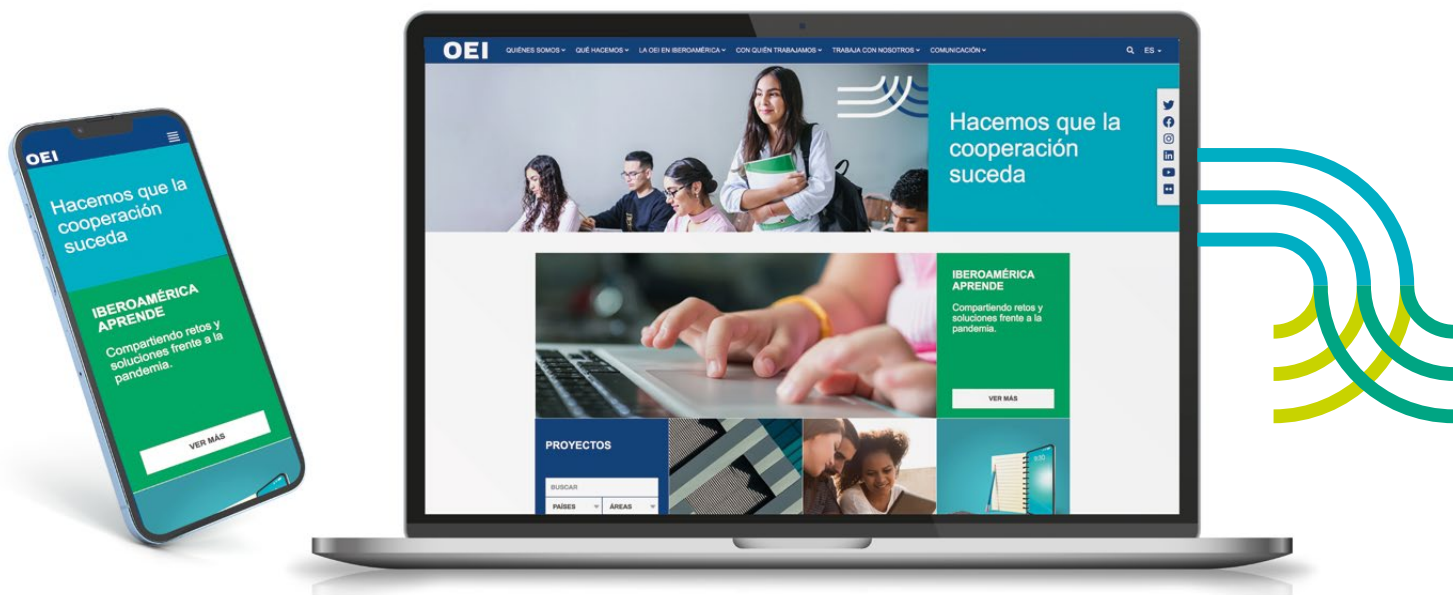 OEI
Hacemos que la
cooperación
suceda
IBEROAMÉRICA
APRENDE
Compartiendo retos y
soluciones frente a la
pandemia.
VER MÁS
OEI
QUIÉNES SOMOS
QUÉ HACEMOS
LA OEI EN IBEROAMÉRICA
CON QUIÉN TRABAJAMOS
TRABAJA CON NOSOTROS
COMUNICACIÓN
ES
Hacemos que la
cooperación
suceda
IBEROAMÉRICA
APRENDE
Compartiendo retos y
soluciones frente a la
pandemia.
VER MÁS
PROYECTOS
BUSCAR
PAÍSES
ÁREAS